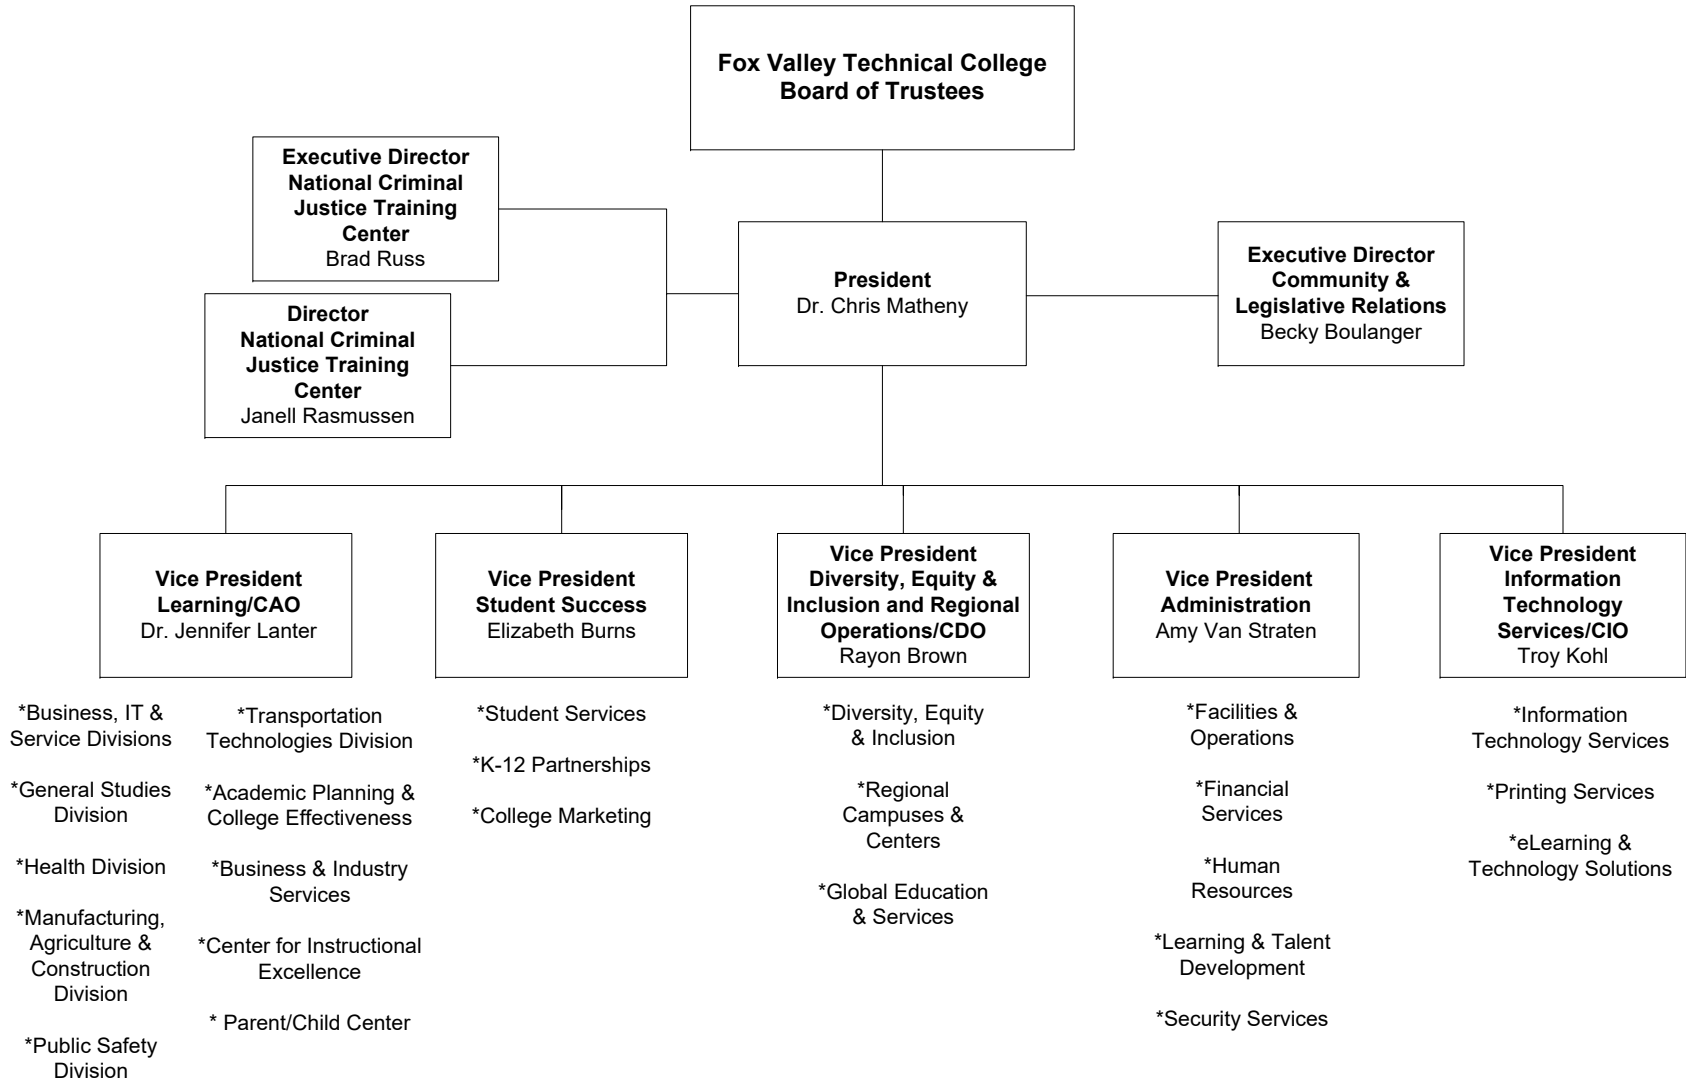 Fox Valley Technical College
Board of Trustees
Executive Director
National Criminal
Justice Training
Center
Brad Russ
Director
National Criminal
Justice Training
Center
Janell Rasmussen
President
Dr. Chris Matheny
Executive Director
Community &
Legislative Relations
Becky Boulanger
Vice President
Learning/CAO
Dr. Jennifer Lanter
Vice President
Student Success
Elizabeth Burns
Vice President
Diversity, Equity &
Inclusion and Regional
Operations/CDO
Rayon Brown
Vice President
Administration
Amy Van Straten
Vice President
Information
Technology
Services/CIO
Troy Kohl
*Business, IT &
Service Divisions
*General Studies
Division
*Health Division
*Manufacturing,
Agriculture &
Construction
Division
*Public Safety
Division
*Transportation
Technologies Division
*Academic Planning &
College Effectiveness
*Business & Industry
Services
*Center for Instructional
Excellence
* Parent/Child Center
*Student Services
*K-12 Partnerships
*College Marketing
*Diversity, Equity
& Inclusion
*Regional
Campuses &
Centers
*Global Education
& Services
*Facilities &
Operations
*Financial
Services
*Human
Resources
*Learning & Talent
Development
*Security Services
*Information
Technology Services
*Printing Services
*eLearning &
Technology Solutions